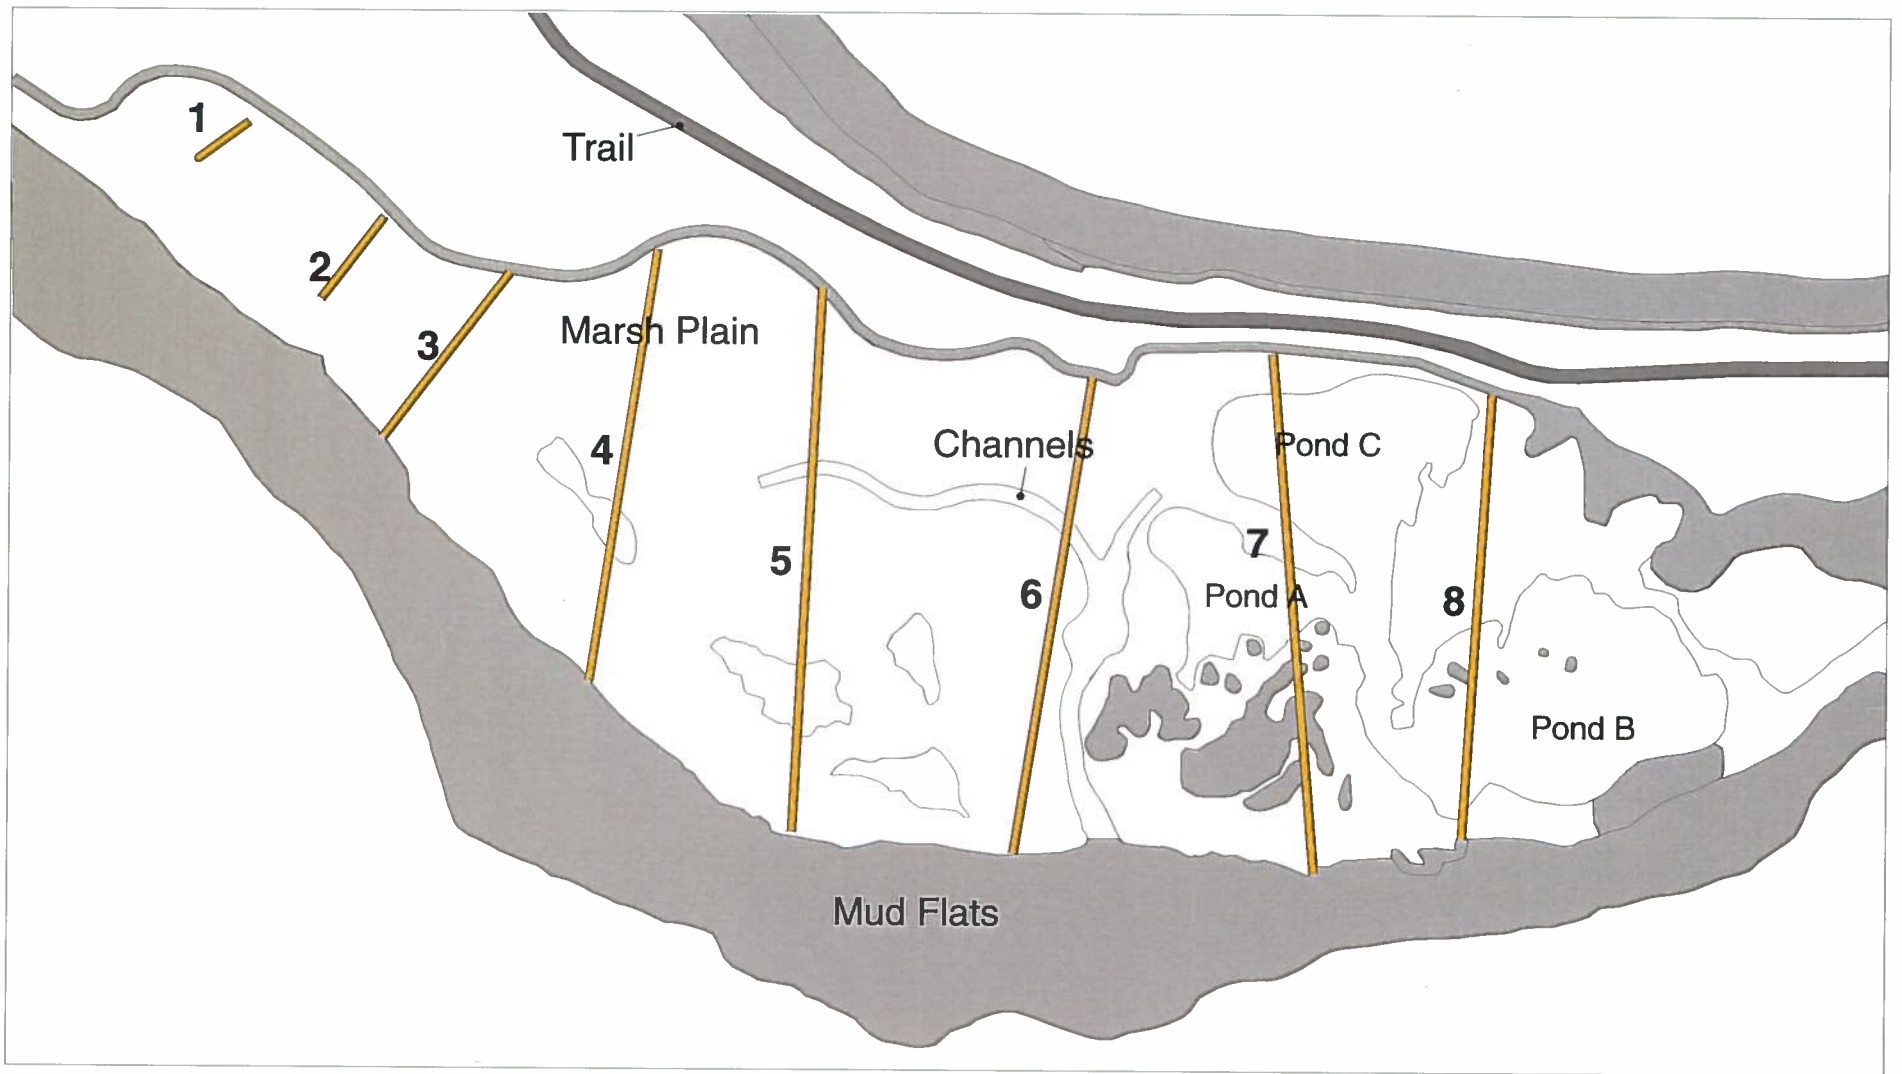 1
Trail
2
Marsh Plain
3
4
Channels
Pond C
5
7
6
Pond A
8
Pond B
Mud Flats